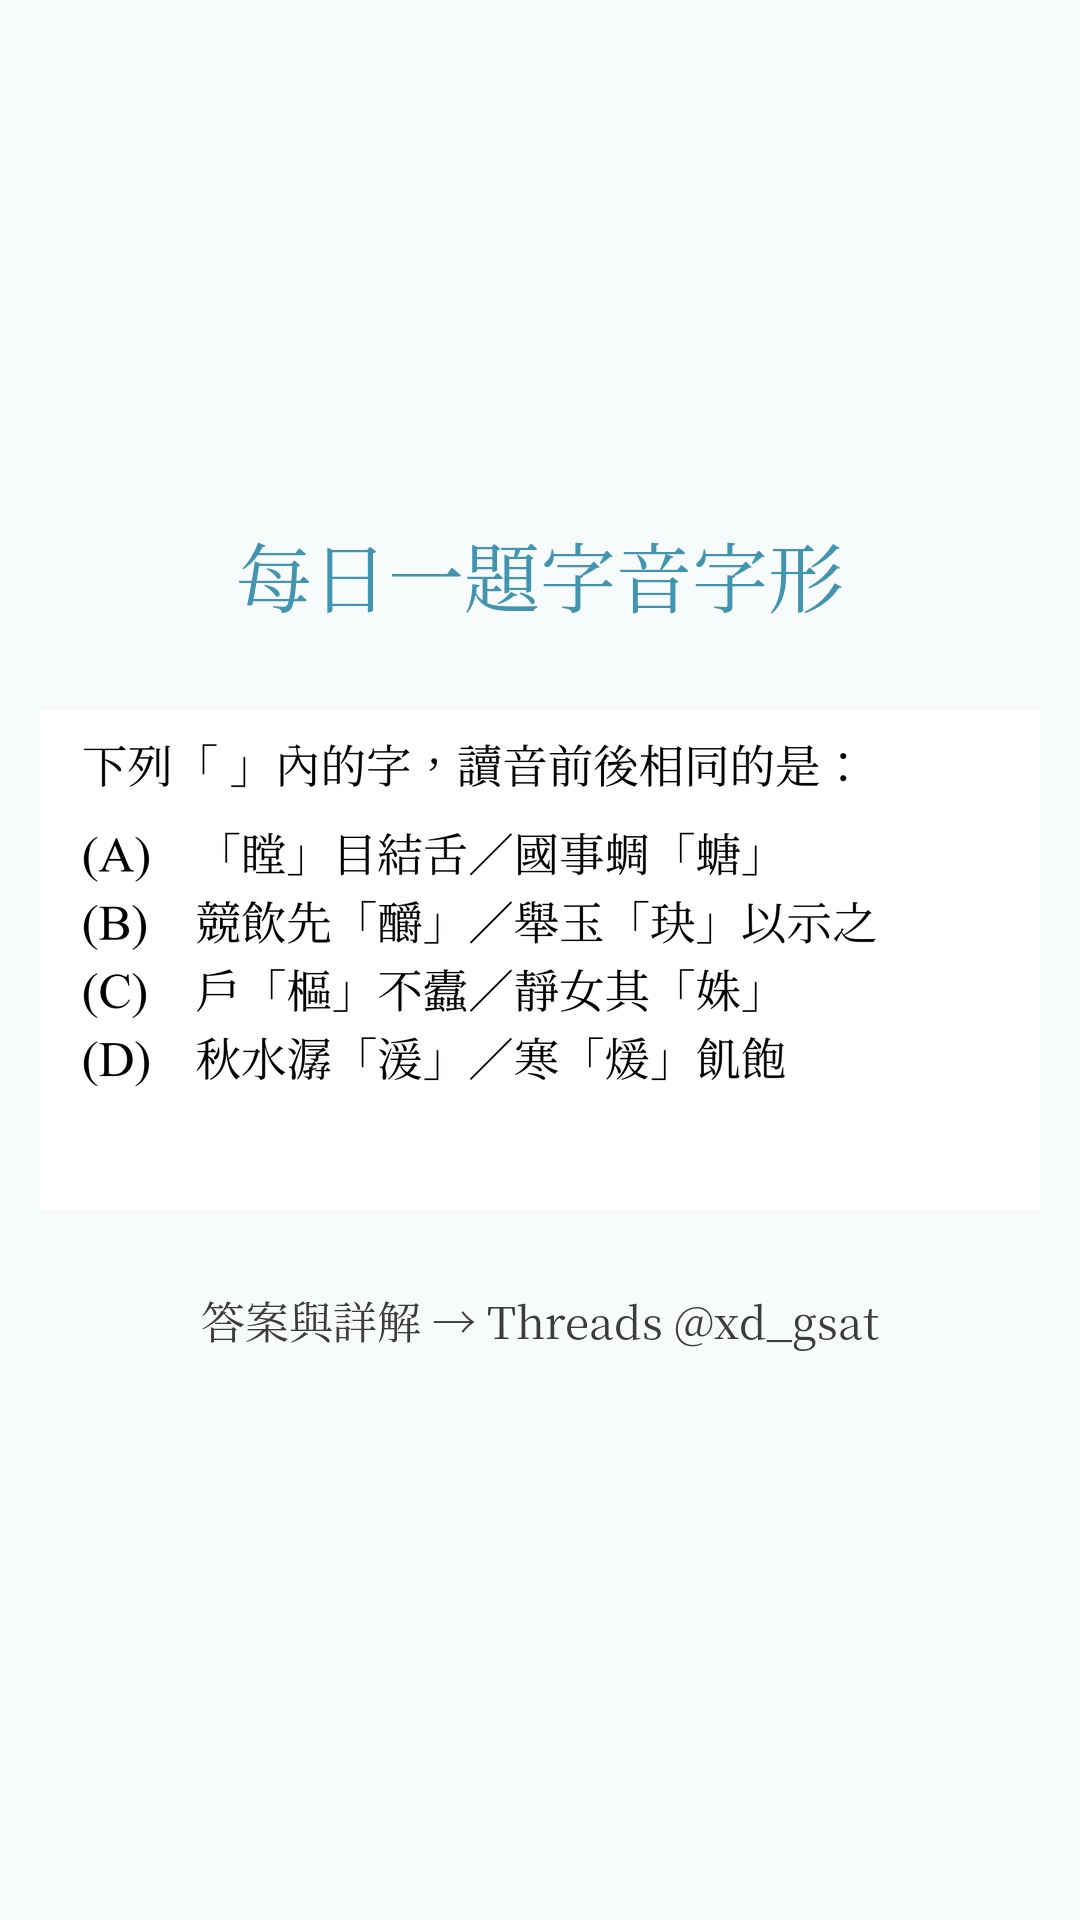 每日一題字音字形
下列「 」內的字，讀音前後相同的是：
(A) 「瞠」目結舌／國事蜩「螗」
(B) 競飲先「釂」／舉玉「玦」以示之
(C) 戶「樞」不蠹／靜女其「姝」
(D) 秋水潺「湲」／寒「煖」飢飽
答案與詳解 → Threads @xd_gsat